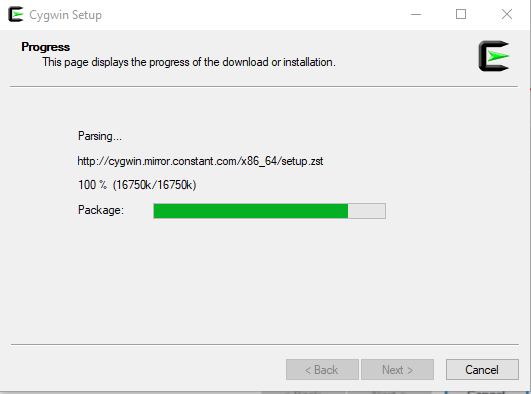 Cygwin Setup
Progress
This page displays the progress of the download or installation.
Parsing...
http://cygwin.mirror.constant.com/x86_64/setup.zst
100 % (16750k/16750k)
Package:
< Back Next > Cancel